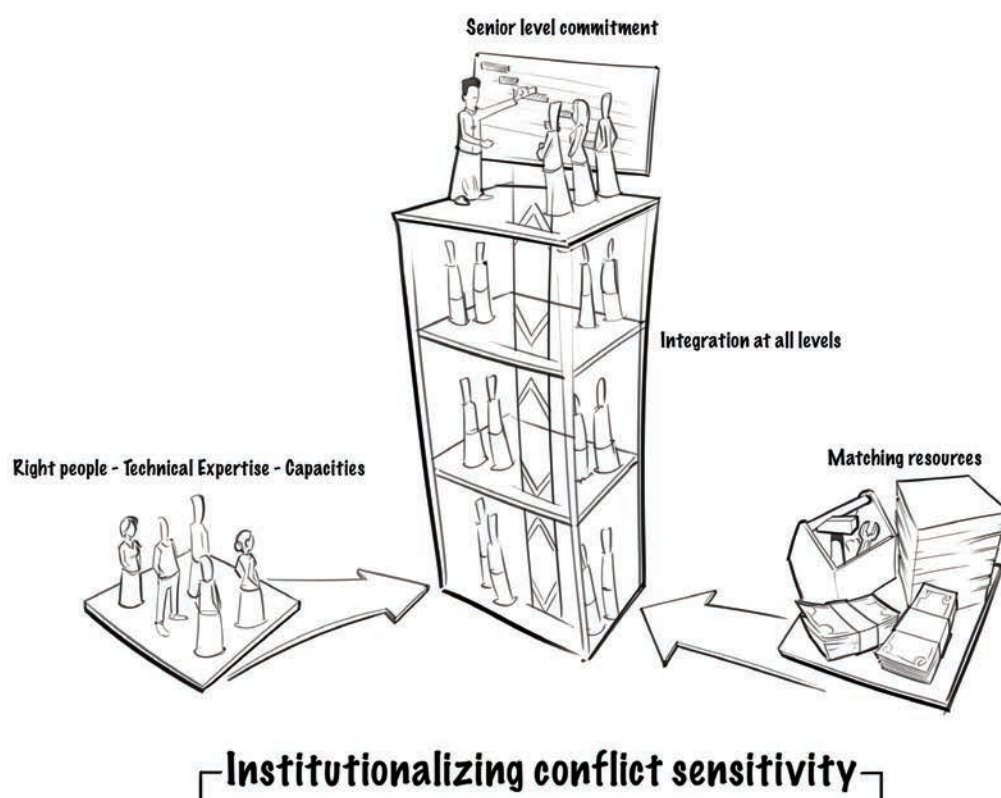 Senior level commitment
Integration at all levels
Right people - Technical Expertise - Capacities
Matching resources
Institutionalizing conflict sensitivity